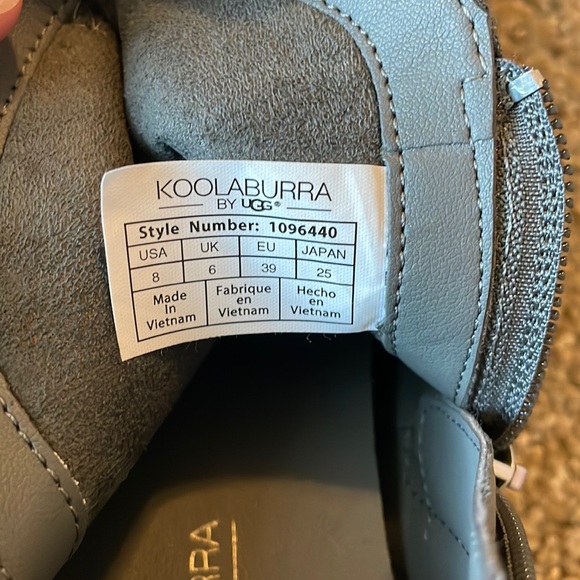 KOOLABURRA
BY UGG®
Style Number: 1096440
USA UK EU JAPAN
8 6 39 25
Made in Vietnam
Fabrique en Vietnam
Hecho en Vietnam
RRA